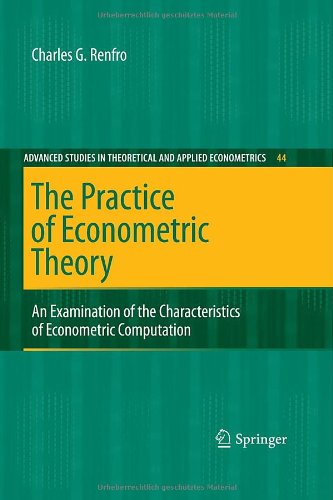 Urheberrechtlich geschütztes Material
Charles G. Renfro
ADVANCED STUDIES IN THEORETICAL AND APPLIED ECONOMETRICS 44
The Practice
of Econometric
Theory
An Examination of the Characteristics
of Econometric Computation
Springer
Urheberrechtlich geschütztes Material